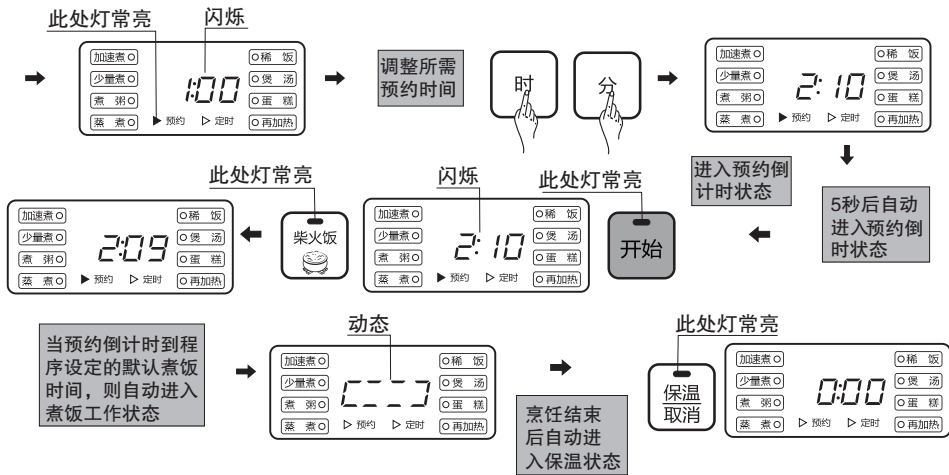 此处灯常亮
闪烁
加速煮
稀 饭
少量煮
煲 汤
煮 粥
蛋 糕
蒸 煮
预约
定时
再加热
1:00
调整所需
预约时间
时
分
加速煮
稀 饭
少量煮
煲 汤
煮 粥
蛋 糕
蒸 煮
预约
定时
再加热
2:10
进入预约倒
计时状态
5秒后自动
进入预约倒
时状态
此处灯常亮
开始
闪烁
加速煮
稀 饭
少量煮
煲 汤
煮 粥
蛋 糕
蒸 煮
预约
定时
再加热
2:10
此处灯常亮
柴火饭
加速煮
稀 饭
少量煮
煲 汤
煮 粥
蛋 糕
蒸 煮
预约
定时
再加热
2:09
当预约倒计时到程
序设定的默认煮饭
时间，则自动进入
煮饭工作状态
动态
加速煮
稀 饭
少量煮
煲 汤
煮 粥
蛋 糕
蒸 煮
预约
定时
再加热
烹饪结束
后自动进
入保温状态
此处灯常亮
保温
取消
加速煮
稀 饭
少量煮
煲 汤
煮 粥
蛋 糕
蒸 煮
预约
定时
再加热
0:00